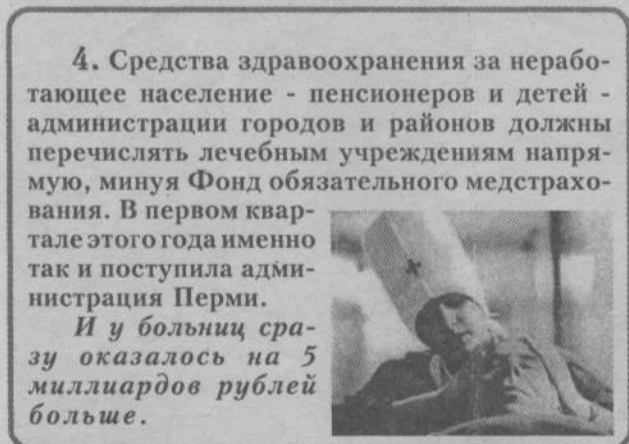 4. Средства здравоохранения за нерабо-
тающее население - пенсионеров и детей -
администрации городов и районов должны
перечислять лечебным учреждениям напря-
мую, минуя Фонд обязательного медстрахо-
вания. В первом квар-
тале этого года именно
так и поступила адми-
нистрация Перми.
И у больниц сра-
зу оказалось на 5
миллиардов рублей
больше.